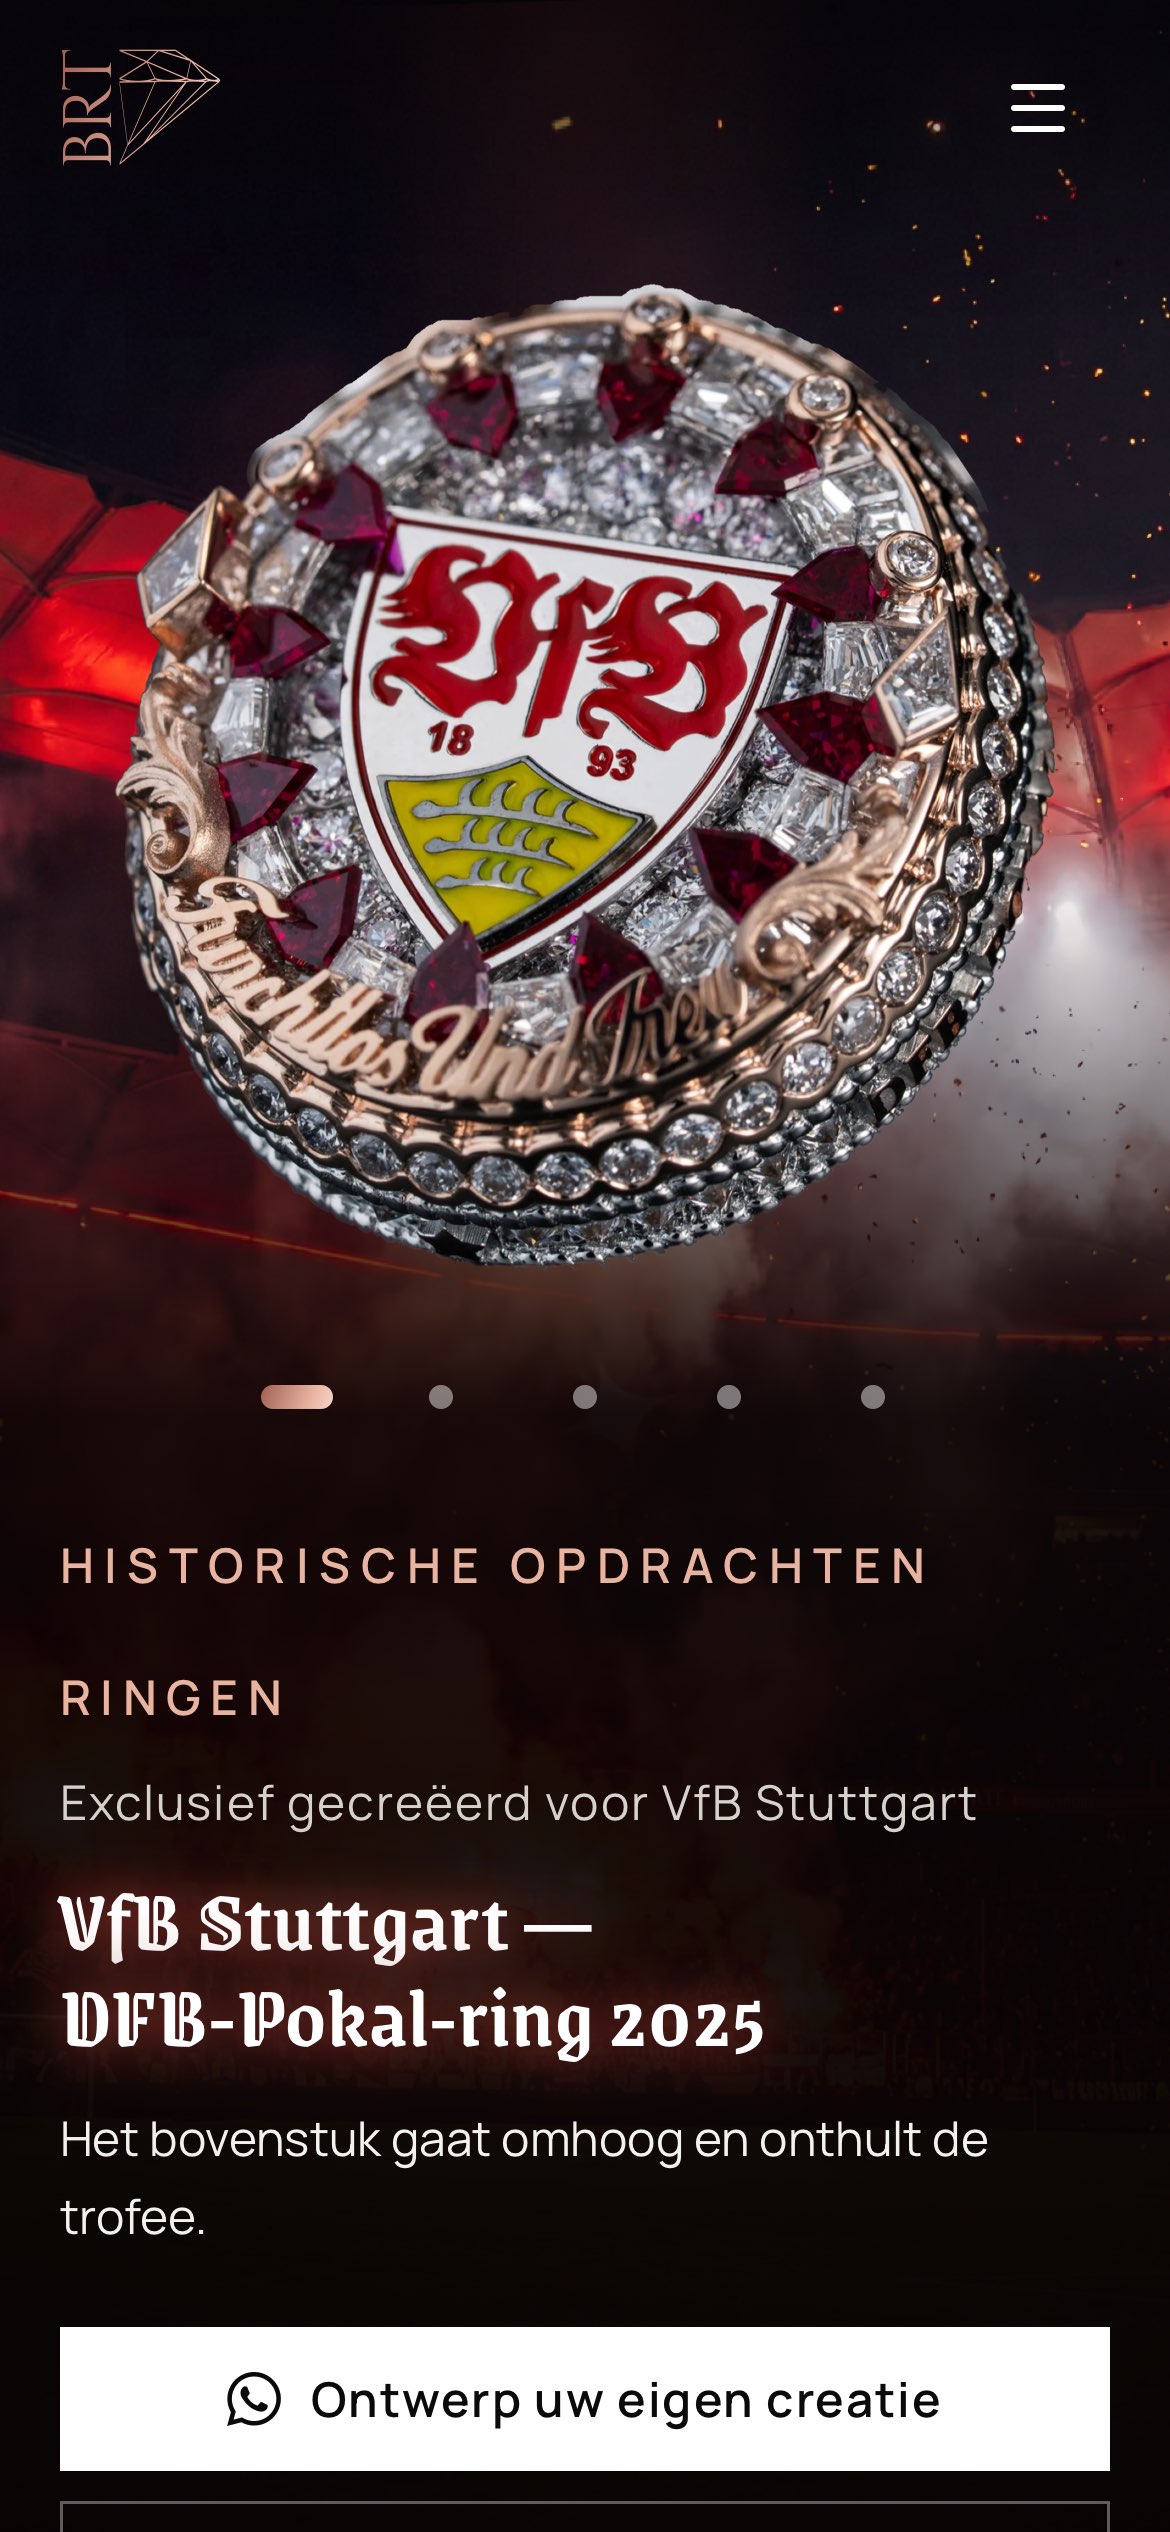 BRT
VfB
18 93
Furchtlos Und Treu
DFB
HISTORISCHE OPDRACHTEN
RINGEN
Exclusief gecreëerd voor VfB Stuttgart
VfB Stuttgart —
DFB-Pokal-ring 2025
Het bovenstuk gaat omhoog en onthult de
trofee.
Ontwerp uw eigen creatie